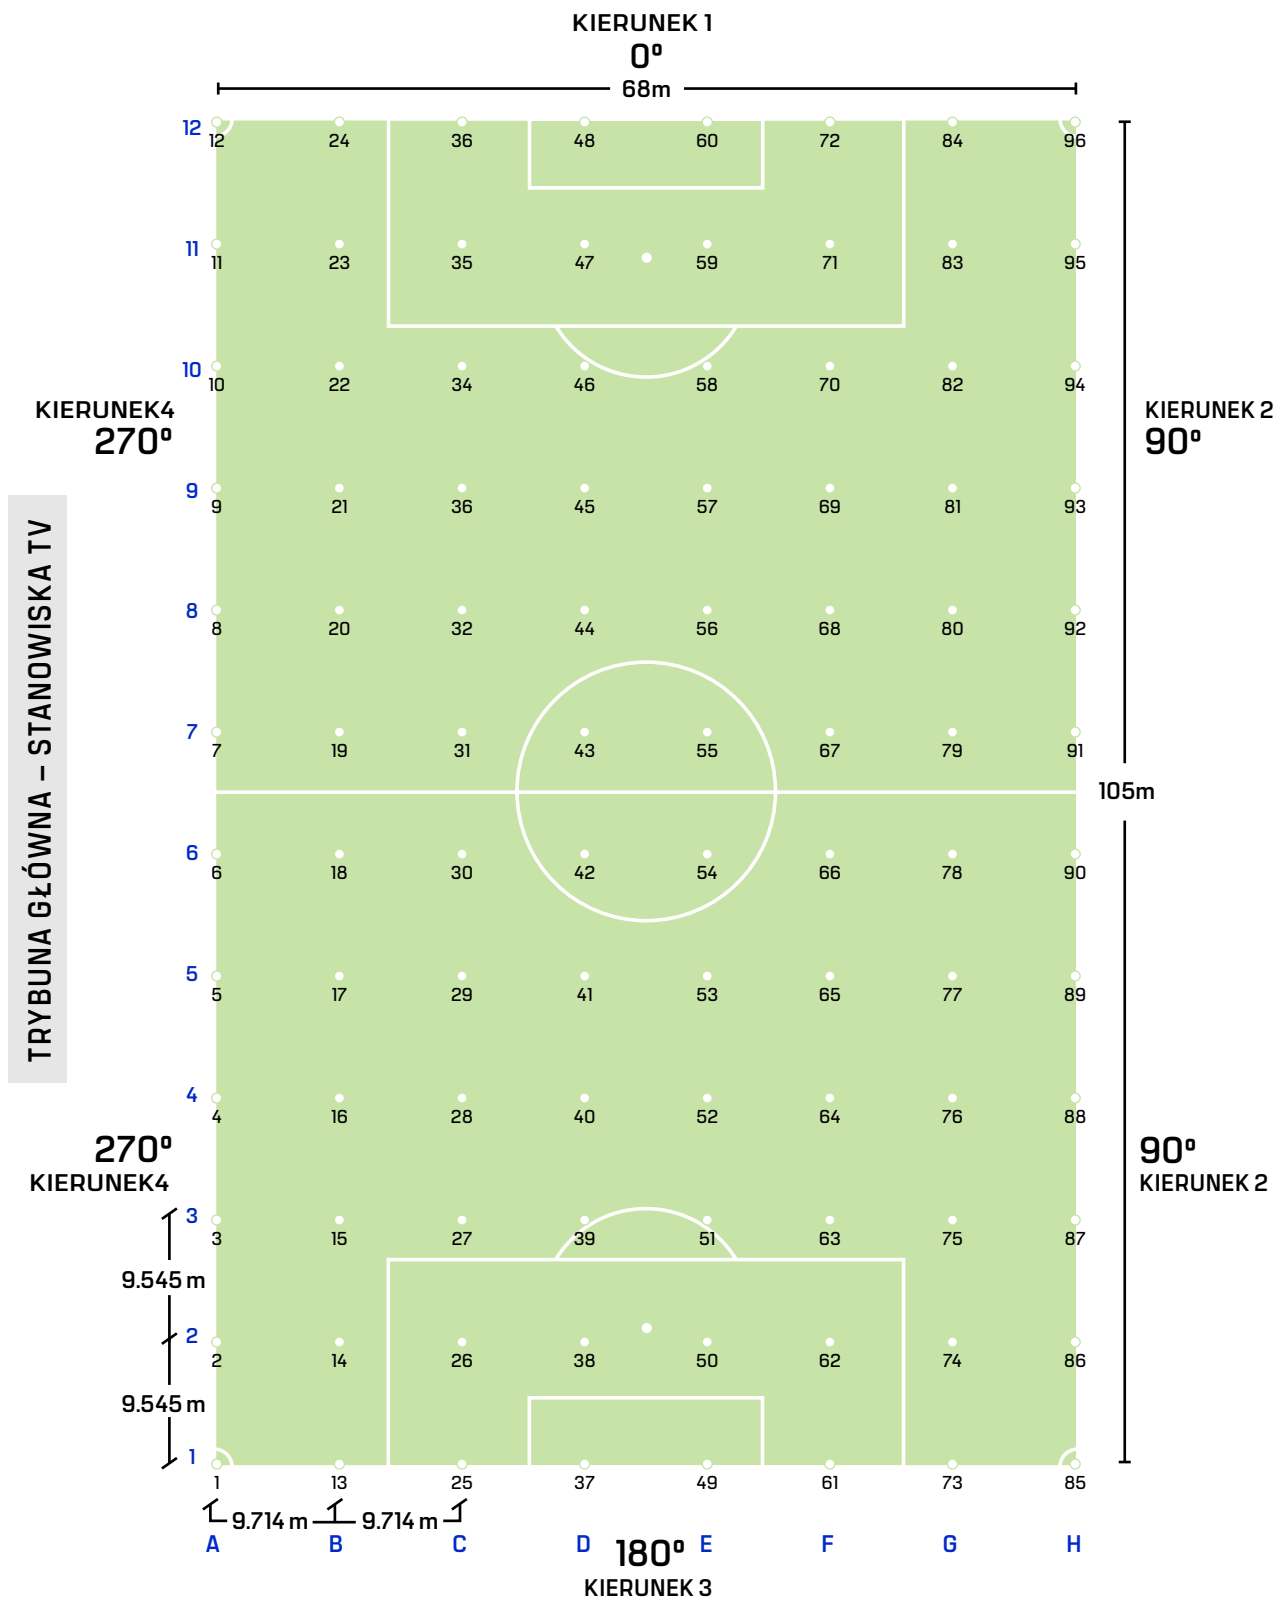 KIERUNEK 1
0º
68m
12
12 24 36 48 60 72 84 96
11
11 23 35 47 59 71 83 95
10
10 22 34 46 58 70 82 94
KIERUNEK4
270º
KIERUNEK 2
90º
9
9 21 36 45 57 69 81 93
TRYBUNA GŁÓWNA – STANOWISKA TV
8
8 20 32 44 56 68 80 92
7
7 19 31 43 55 67 79 91
105m
6
6 18 30 42 54 66 78 90
5
5 17 29 41 53 65 77 89
4
4 16 28 40 52 64 76 88
270º
KIERUNEK4
90º
KIERUNEK 2
3
3 15 27 39 51 63 75 87
9.545 m
2
2 14 26 38 50 62 74 86
9.545 m
1
1 13 25 37 49 61 73 85
9.714 m 9.714 m
A B C D E F G H
180º
KIERUNEK 3